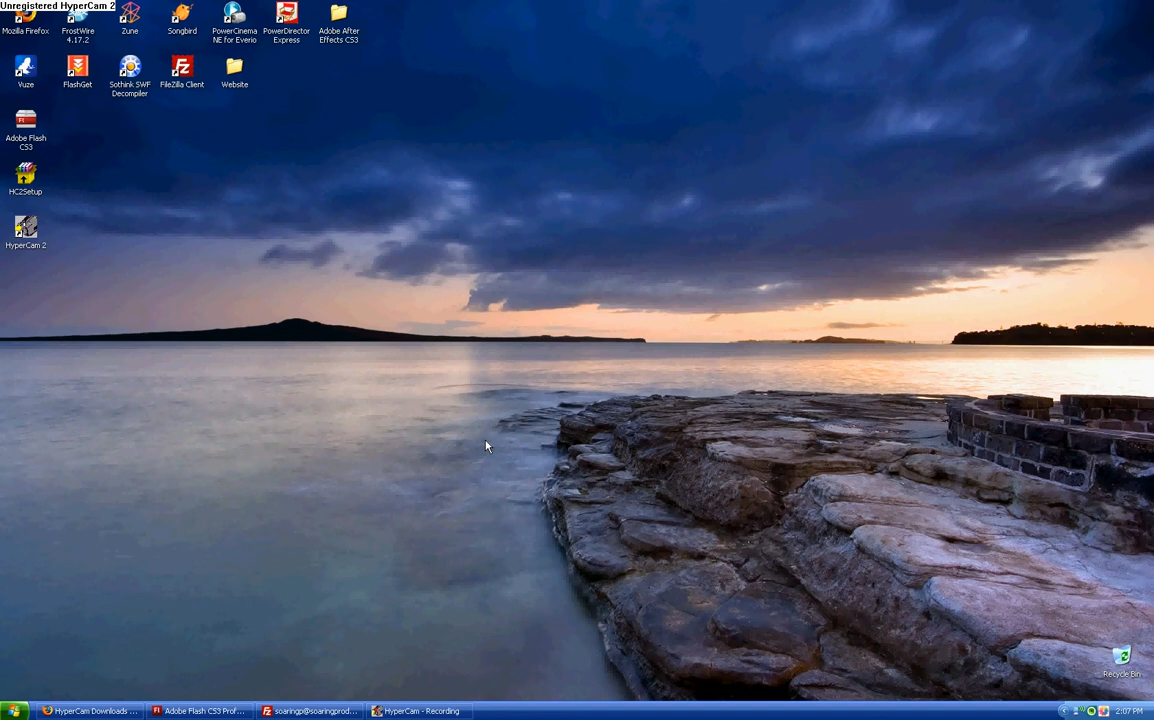 Unregistered HyperCam 2
Mozilla Firefox
FrostWire
4.17.2
Zune
Songbird
PowerCinema
NE for Everio
PowerDirector
Express
Adobe After
Effects CS3
Vuze
FlashGet
Sothink SWF
Decompiler
FileZilla Client
Website
Adobe Flash
CS3
HC2Setup
HyperCam 2
Recycle Bin
HyperCam Downloads ...
Adobe Flash CS3 Prof...
soaringp@soaringprod...
HyperCam - Recording
2:07 PM